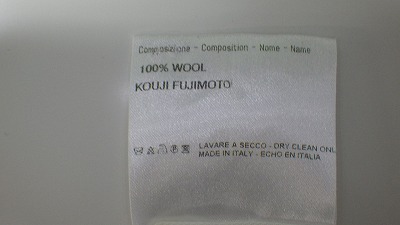 Composizione - Composition - Nome - Name
100% WOOL
KOUJI FUJIMOTO
LAVARE A SECCO - DRY CLEAN ONL
MADE IN ITALY - ECHO EN ITALIA